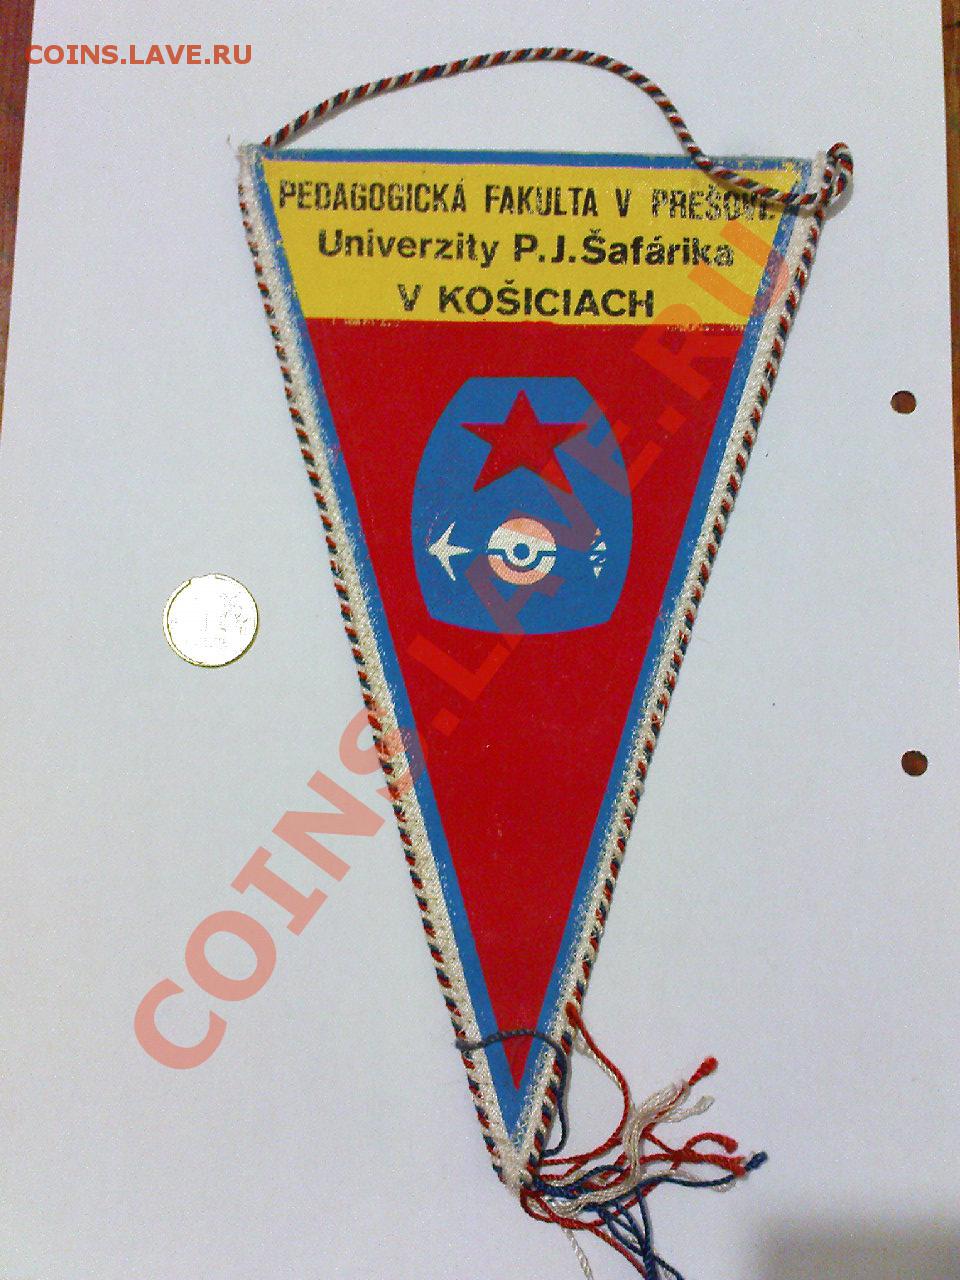 COINS.LAVE.RU
PEDAGOGICKÁ FAKULTA V PREŠOVE
Univerzity P.J.Šafárika
V KOŠICIACH
COINS.LAVE.RU